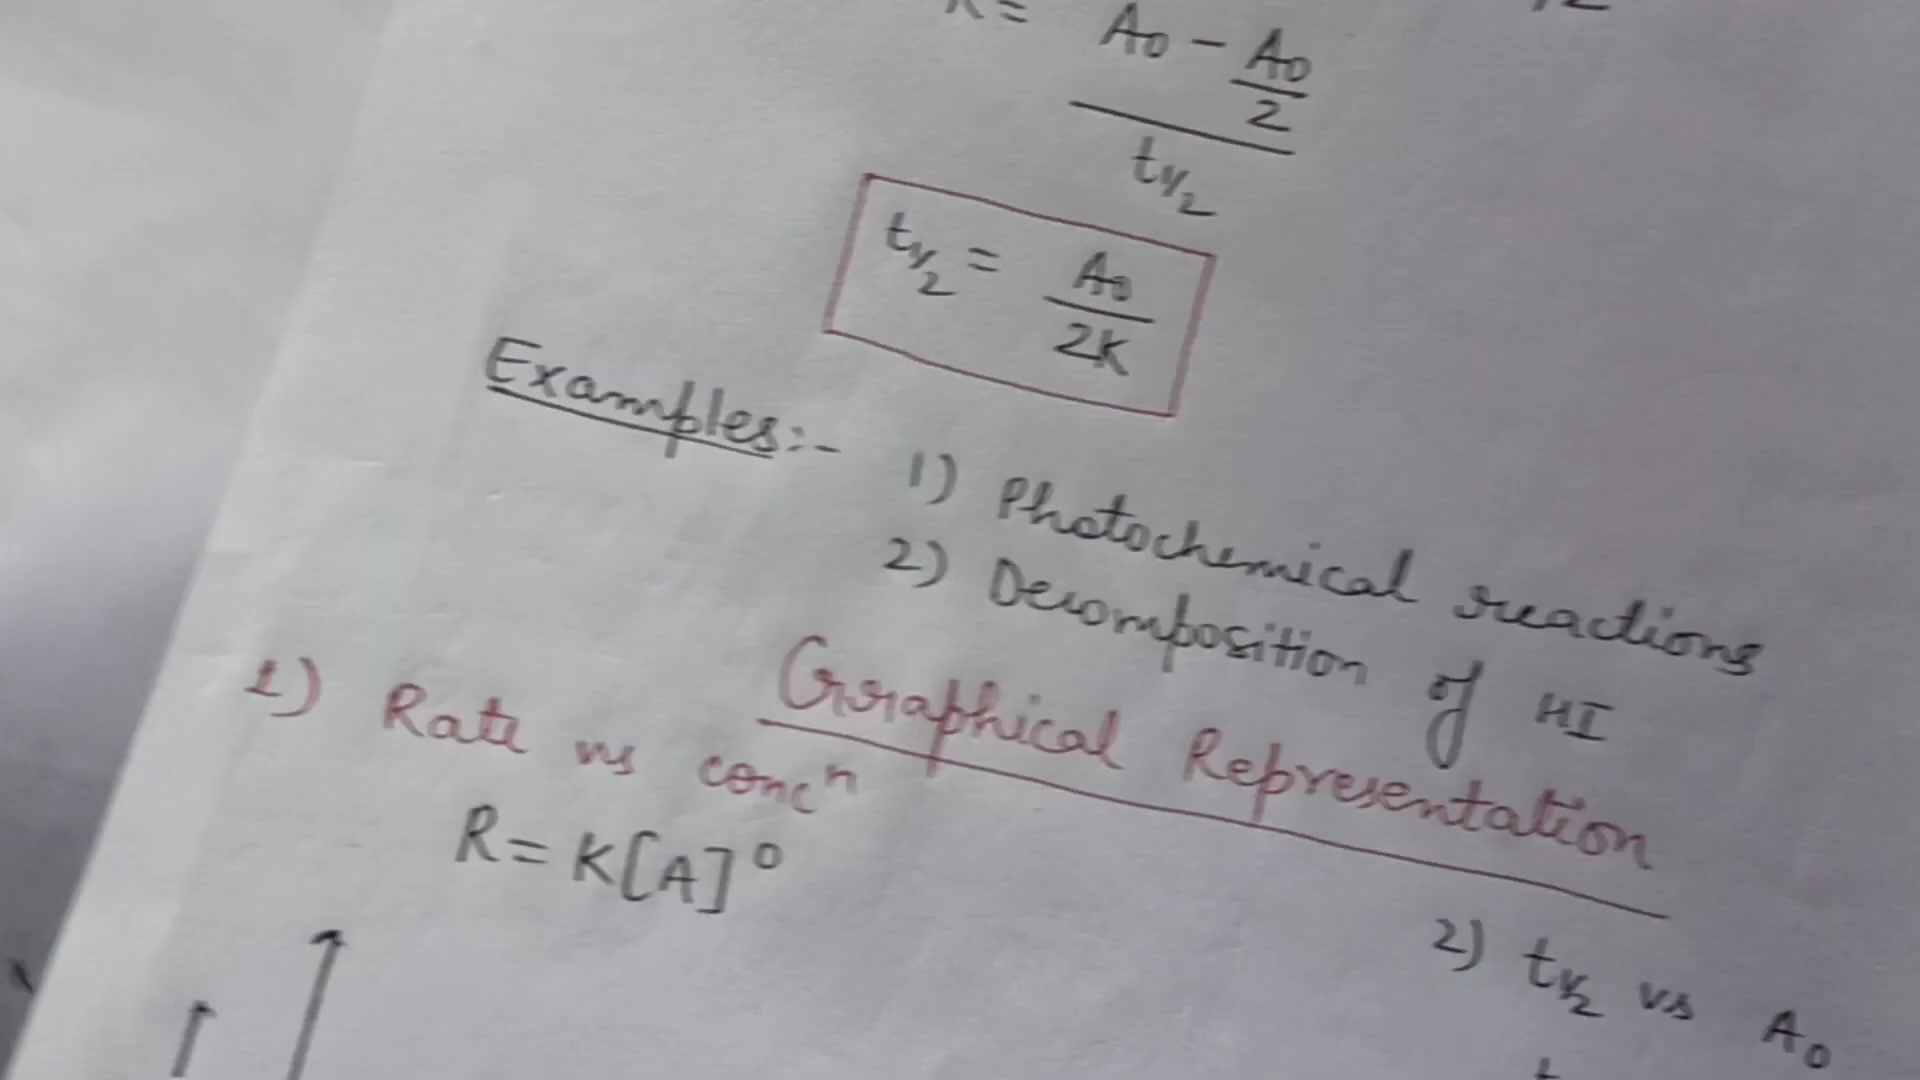 K = A₀ - A₀/2
t½
t½ = A₀/2K
Examples:- 1) Photochemical reactions
2) Decomposition of HI
Graphical Representation
1) Rate vs concⁿ
R = K[A]⁰
2) t½ vs A₀